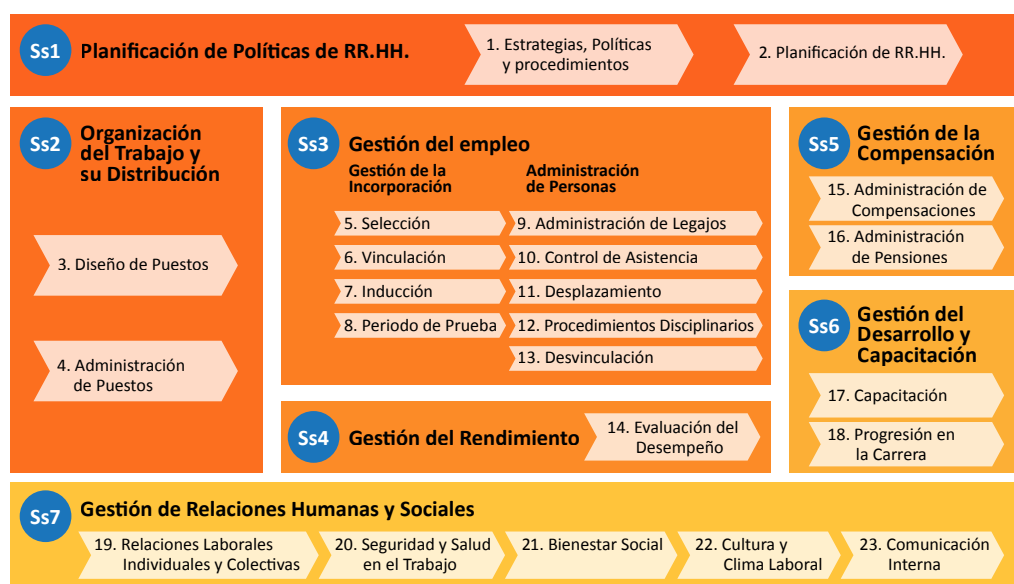 Ss1
Planificación de Políticas de RR.HH.
1. Estrategias, Políticas
y procedimientos
2. Planificación de RR.HH.
Ss2
Organización
del Trabajo y
su Distribución
3. Diseño de Puestos
4. Administración
de Puestos
Ss3
Gestión del empleo
Gestión de la
Incorporación
5. Selección
6. Vinculación
7. Inducción
8. Periodo de Prueba
Administración
de Personas
9. Administración de Legajos
10. Control de Asistencia
11. Desplazamiento
12. Procedimientos Disciplinarios
13. Desvinculación
Ss4
Gestión del Rendimiento
14. Evaluación del
Desempeño
Ss5
Gestión de la
Compensación
15. Administración de
Compensaciones
16. Administración
de Pensiones
Ss6
Gestión del
Desarrollo y
Capacitación
17. Capacitación
18. Progresión en
la Carrera
Ss7
Gestión de Relaciones Humanas y Sociales
19. Relaciones Laborales
Individuales y Colectivas
20. Seguridad y Salud
en el Trabajo
21. Bienestar Social
22. Cultura y
Clima Laboral
23. Comunicación
Interna